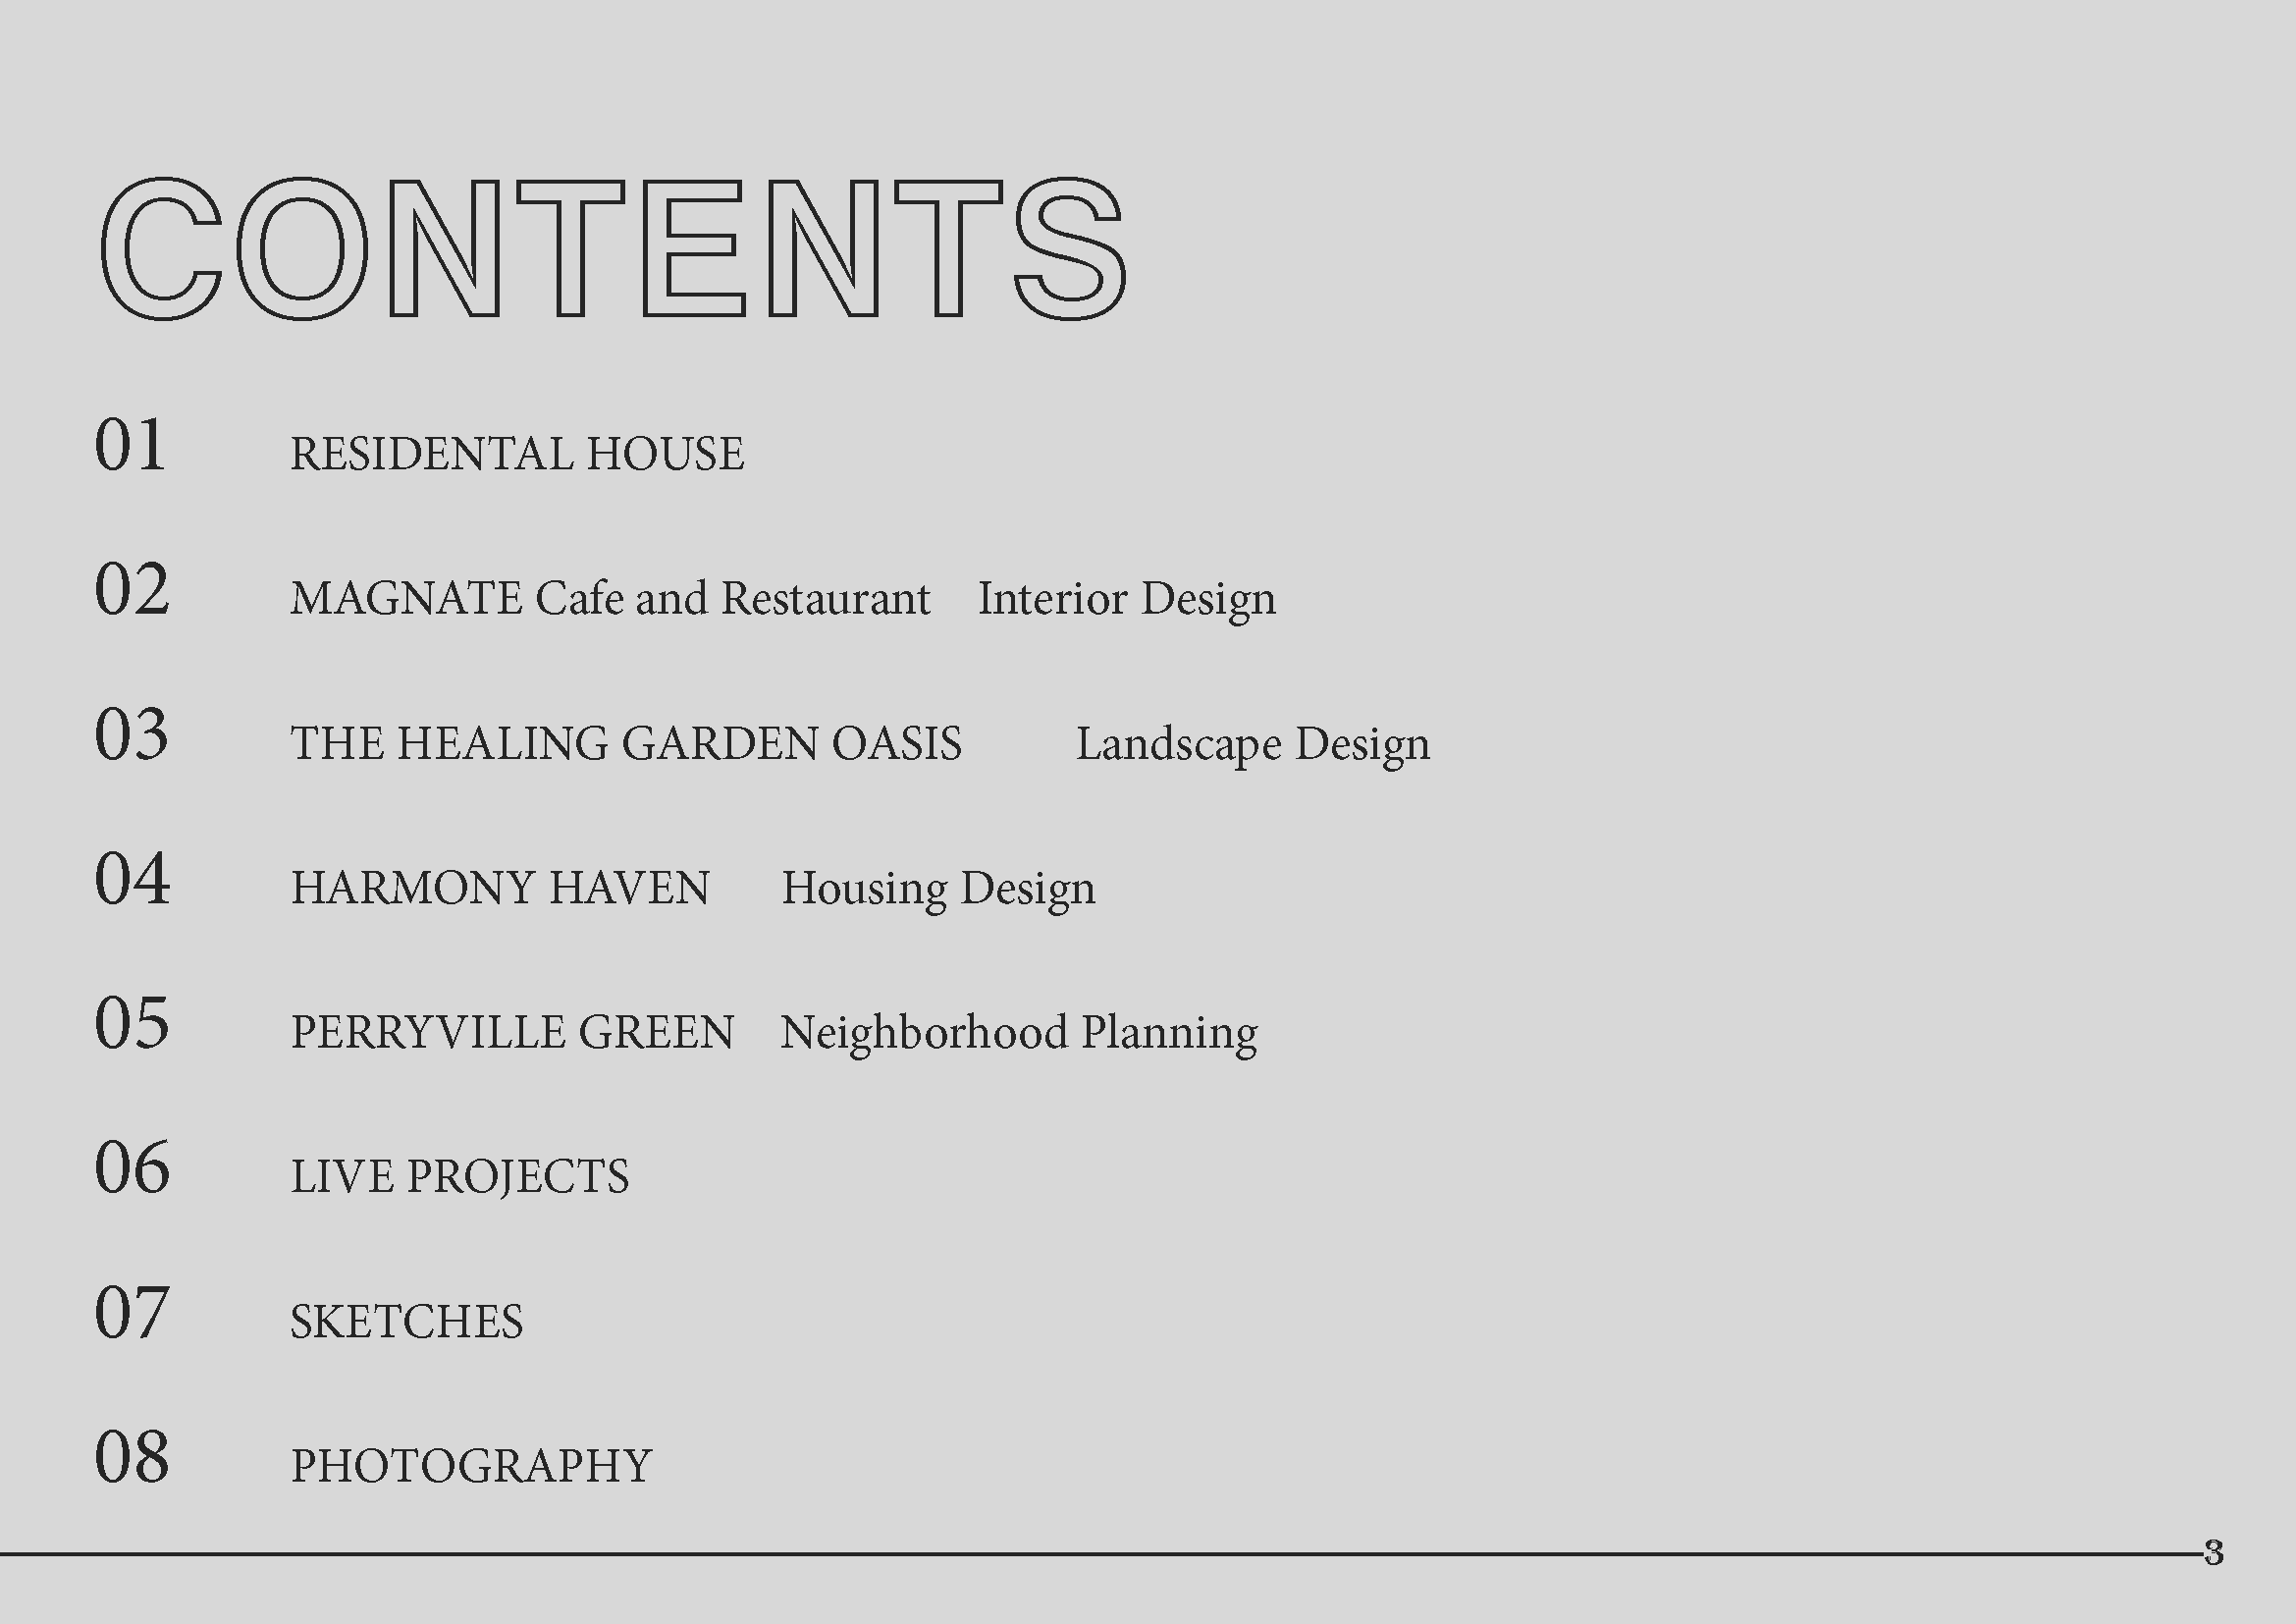 CONTENTS
01 RESIDENTAL HOUSE
02 MAGNATE Cafe and Restaurant Interior Design
03 THE HEALING GARDEN OASIS Landscape Design
04 HARMONY HAVEN Housing Design
05 PERRYVILLE GREEN Neighborhood Planning
06 LIVE PROJECTS
07 SKETCHES
08 PHOTOGRAPHY
3